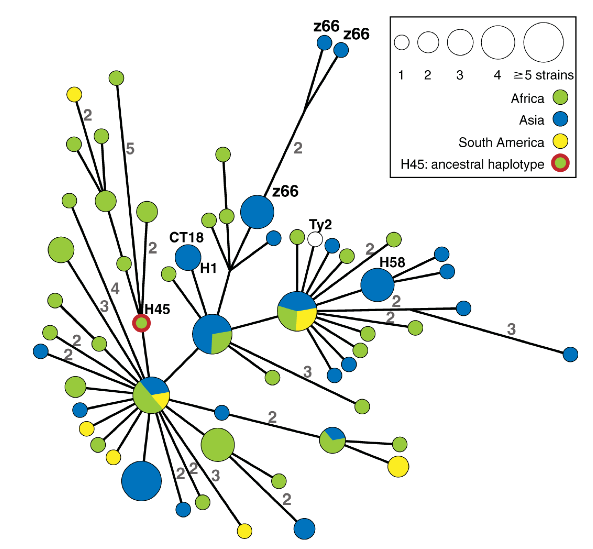 z66
z66
1 2 3 4 ≥5 strains
Africa
Asia
South America
H45: ancestral haplotype
2
5
2
z66
Ty2
CT18
H1
2
2
H58
4
3
H45
2
2
3
2
2
3
2
2
2
3
2